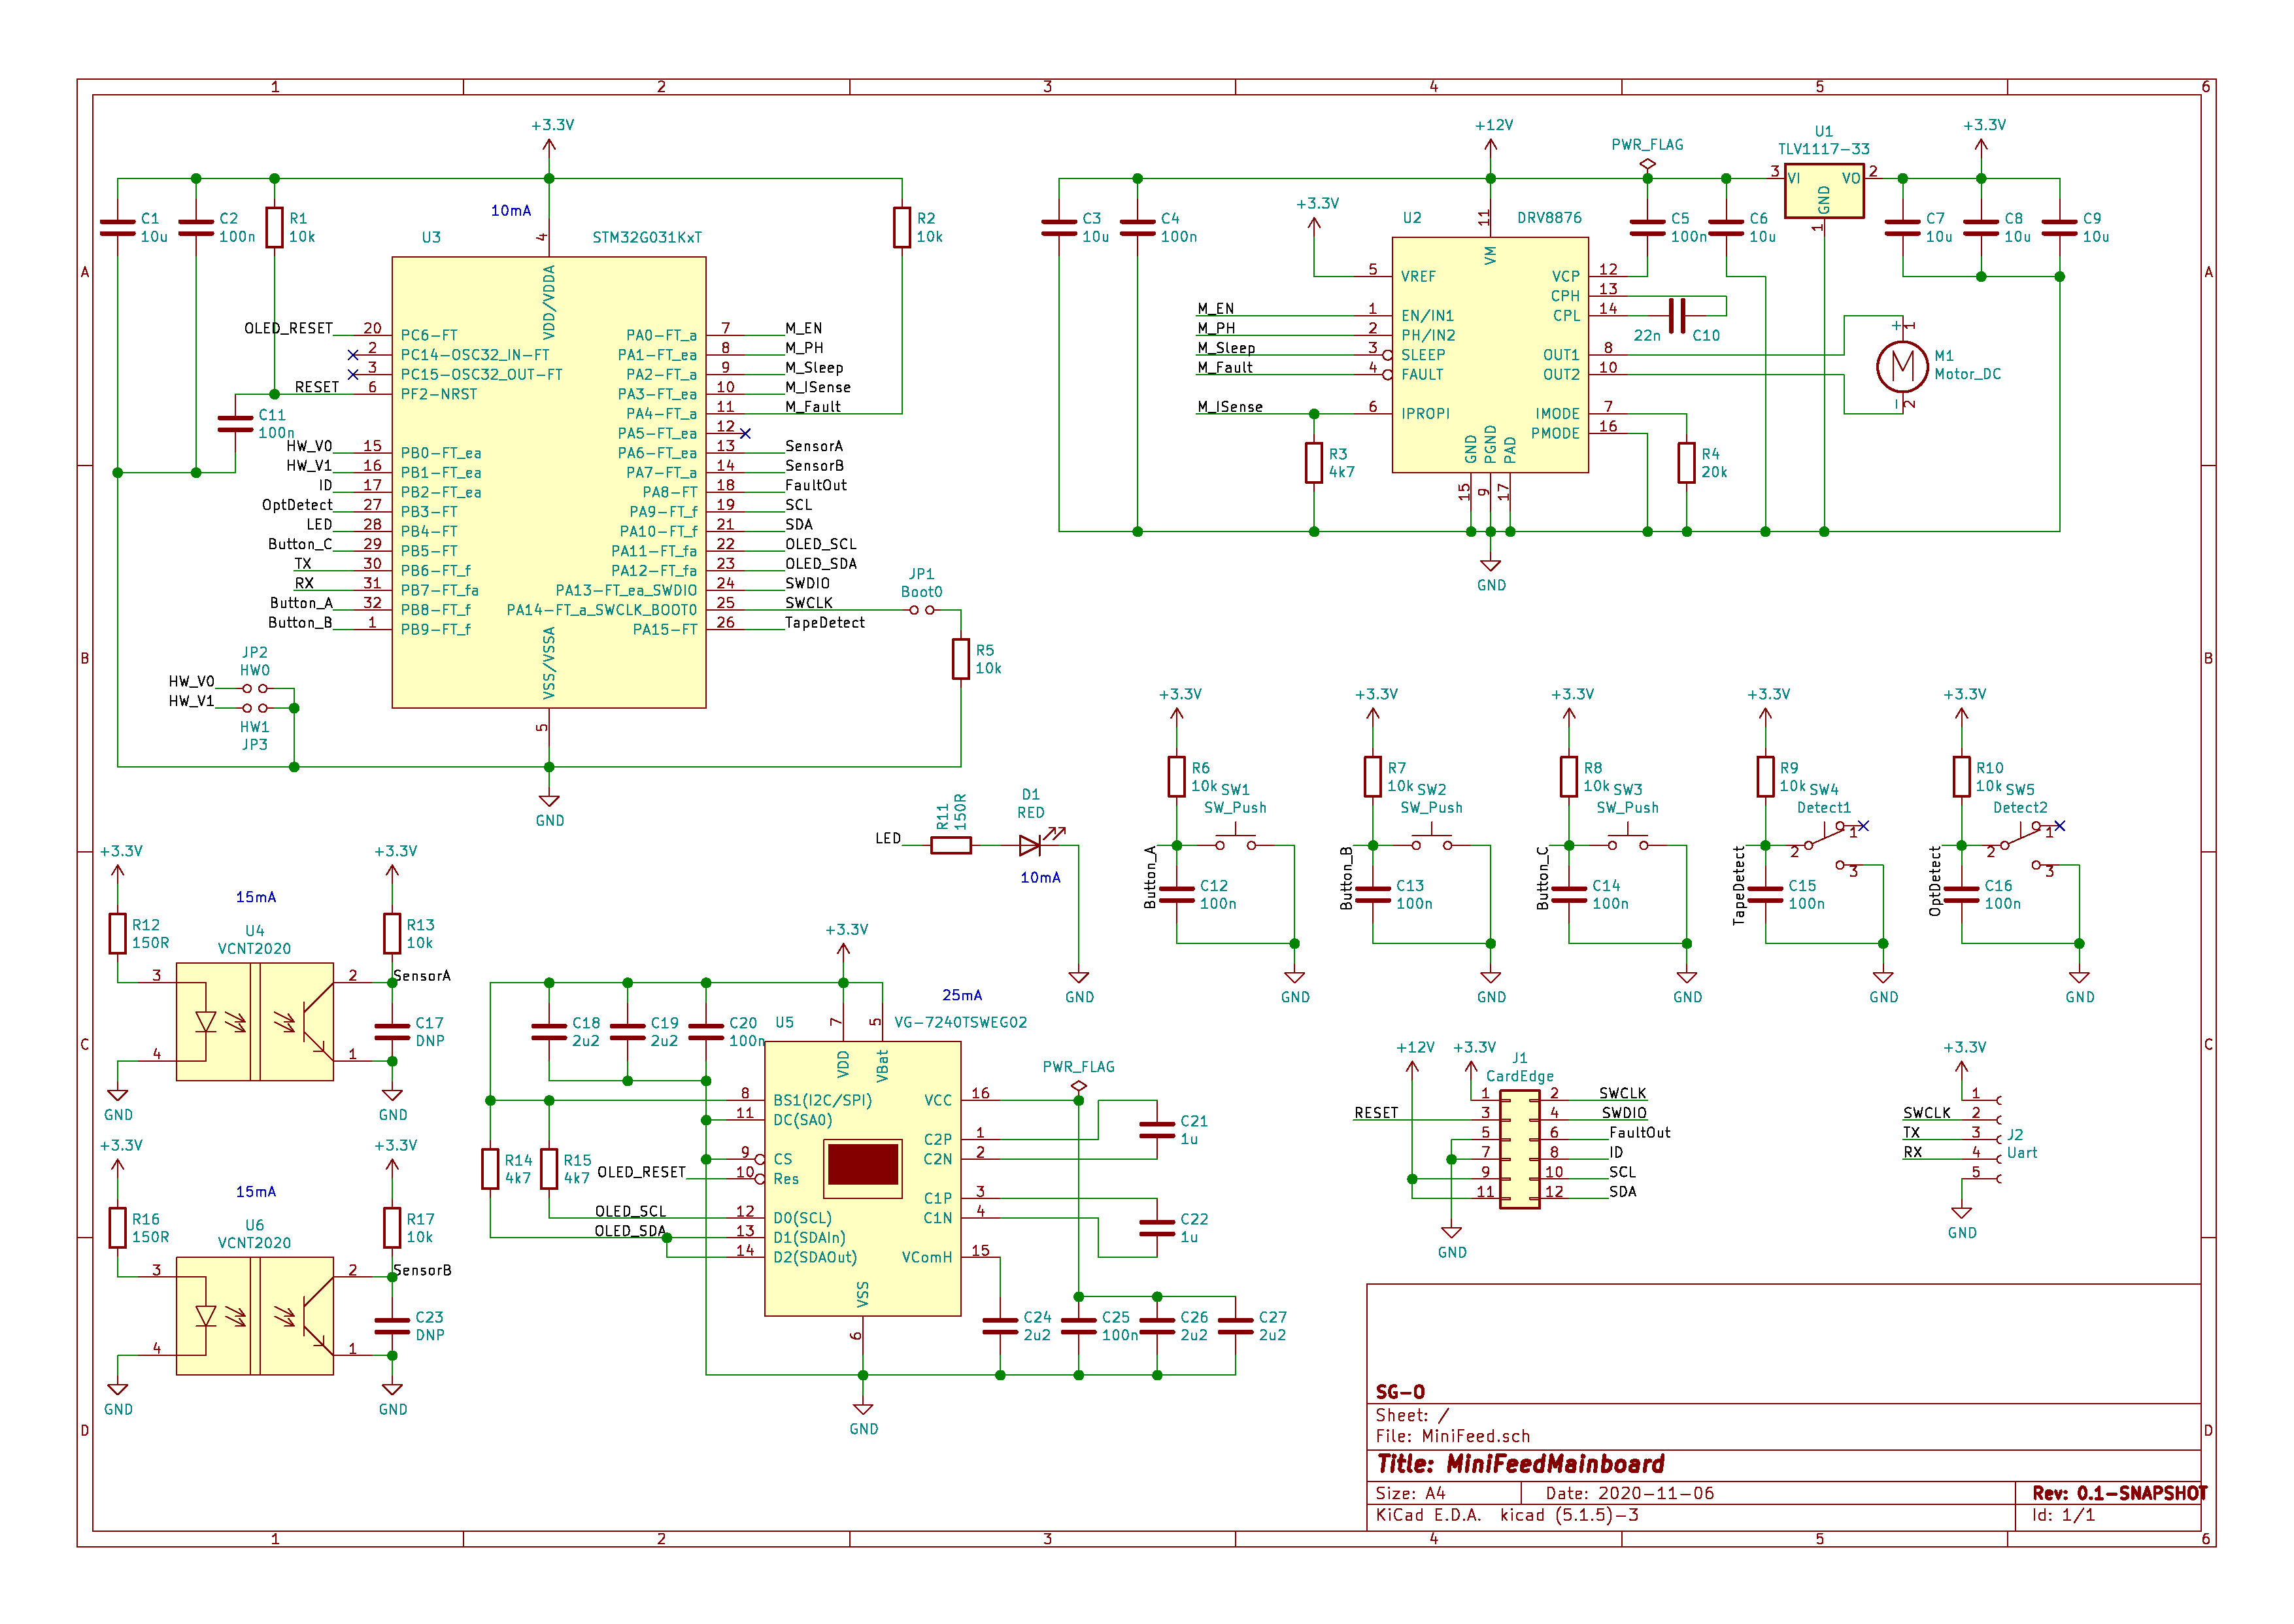 1 2 3 4 5 6
A
B
C
D
+3.3V
10mA
C1
10u
C2
100n
R1
10k
U3
STM32G031KxT
R2
10k
4
VDD/VDDA
OLED_RESET 20 PC6-FT
2 PC14-OSC32_IN-FT
3 PC15-OSC32_OUT-FT
RESET 6 PF2-NRST
C11
100n
HW_V0 15 PB0-FT_ea
HW_V1 16 PB1-FT_ea
ID 17 PB2-FT_ea
OptDetect 27 PB3-FT
LED 28 PB4-FT
Button_C 29 PB5-FT
TX 30 PB6-FT_f
RX 31 PB7-FT_fa
Button_A 32 PB8-FT_f
Button_B 1 PB9-FT_f
PA0-FT_a 7 M_EN
PA1-FT_ea 8 M_PH
PA2-FT_a 9 M_Sleep
PA3-FT_ea 10 M_ISense
PA4-FT_a 11 M_Fault
PA5-FT_ea 12
PA6-FT_ea 13 SensorA
PA7-FT_a 14 SensorB
PA8-FT 18 FaultOut
PA9-FT_f 19 SCL
PA10-FT_f 21 SDA
PA11-FT_fa 22 OLED_SCL
PA12-FT_fa 23 OLED_SDA
PA13-FT_ea_SWDIO 24 SWDIO
PA14-FT_a_SWCLK_BOOT0 25 SWCLK
PA15-FT 26 TapeDetect
VSS/VSSA
5
JP1
Boot0
R5
10k
JP2
HW0
HW_V0
HW_V1
HW1
JP3
GND
+12V
PWR_FLAG
U1
TLV1117-33
+3.3V
3 VI VO 2
GND
1
C3
10u
C4
100n
+3.3V
U2
DRV8876
11
VM
C5
100n
C6
10u
C7
10u
C8
10u
C9
10u
5 VREF
M_EN 1 EN/IN1
M_PH 2 PH/IN2
M_Sleep 3 SLEEP
M_Fault 4 FAULT
M_ISense 6 IPROPI
VCP 12
CPH 13
CPL 14
22n C10
OUT1 8
OUT2 10
IMODE 7
PMODE 16
GND PGND PAD
15 9 17
R3
4k7
R4
20k
+ 1
M
M1
Motor_DC
- 2
GND
+3.3V
R6
10k
SW1
SW_Push
Button_A
C12
100n
GND
+3.3V
R7
10k
SW2
SW_Push
Button_B
C13
100n
GND
+3.3V
R8
10k
SW3
SW_Push
Button_C
C14
100n
GND
+3.3V
R9
10k
SW4
Detect1
1
2
3
TapeDetect
C15
100n
GND
+3.3V
R10
10k
SW5
Detect2
1
2
3
OptDetect
C16
100n
GND
LED
R11
150R
D1
RED
10mA
GND
+3.3V
+3.3V
15mA
R12
150R
U4
VCNT2020
R13
10k
3
2
SensorA
C17
DNP
4
1
GND
GND
+3.3V
+3.3V
15mA
R16
150R
U6
VCNT2020
R17
10k
3
2
SensorB
C23
DNP
4
1
GND
GND
+3.3V
25mA
C18
2u2
C19
2u2
C20
100n
U5
VG-7240TSWEG02
7
5
VDD
VBat
8 BS1(I2C/SPI)
11 DC(SA0)
9 CS
OLED_RESET 10 Res
R14
4k7
R15
4k7
OLED_SCL 12 D0(SCL)
OLED_SDA 13 D1(SDAIn)
14 D2(SDAOut)
VSS
6
VCC 16
C2P 1
C2N 2
C1P 3
C1N 4
VComH 15
PWR_FLAG
C21
1u
C22
1u
C24
2u2
C25
100n
C26
2u2
C27
2u2
GND
+12V
+3.3V
J1
CardEdge
1 2 SWCLK
RESET 3 4 SWDIO
5 6 FaultOut
7 8 ID
9 10 SCL
11 12 SDA
GND
+3.3V
1
SWCLK 2
TX 3
RX 4
5
J2
Uart
GND
SG-O
Sheet: /
File: MiniFeed.sch
Title: MiniFeedMainboard
Size: A4
Date: 2020-11-06
Rev: 0.1-SNAPSHOT
KiCad E.D.A. kicad (5.1.5)-3
Id: 1/1
A
B
C
D
1 2 3 4 5 6